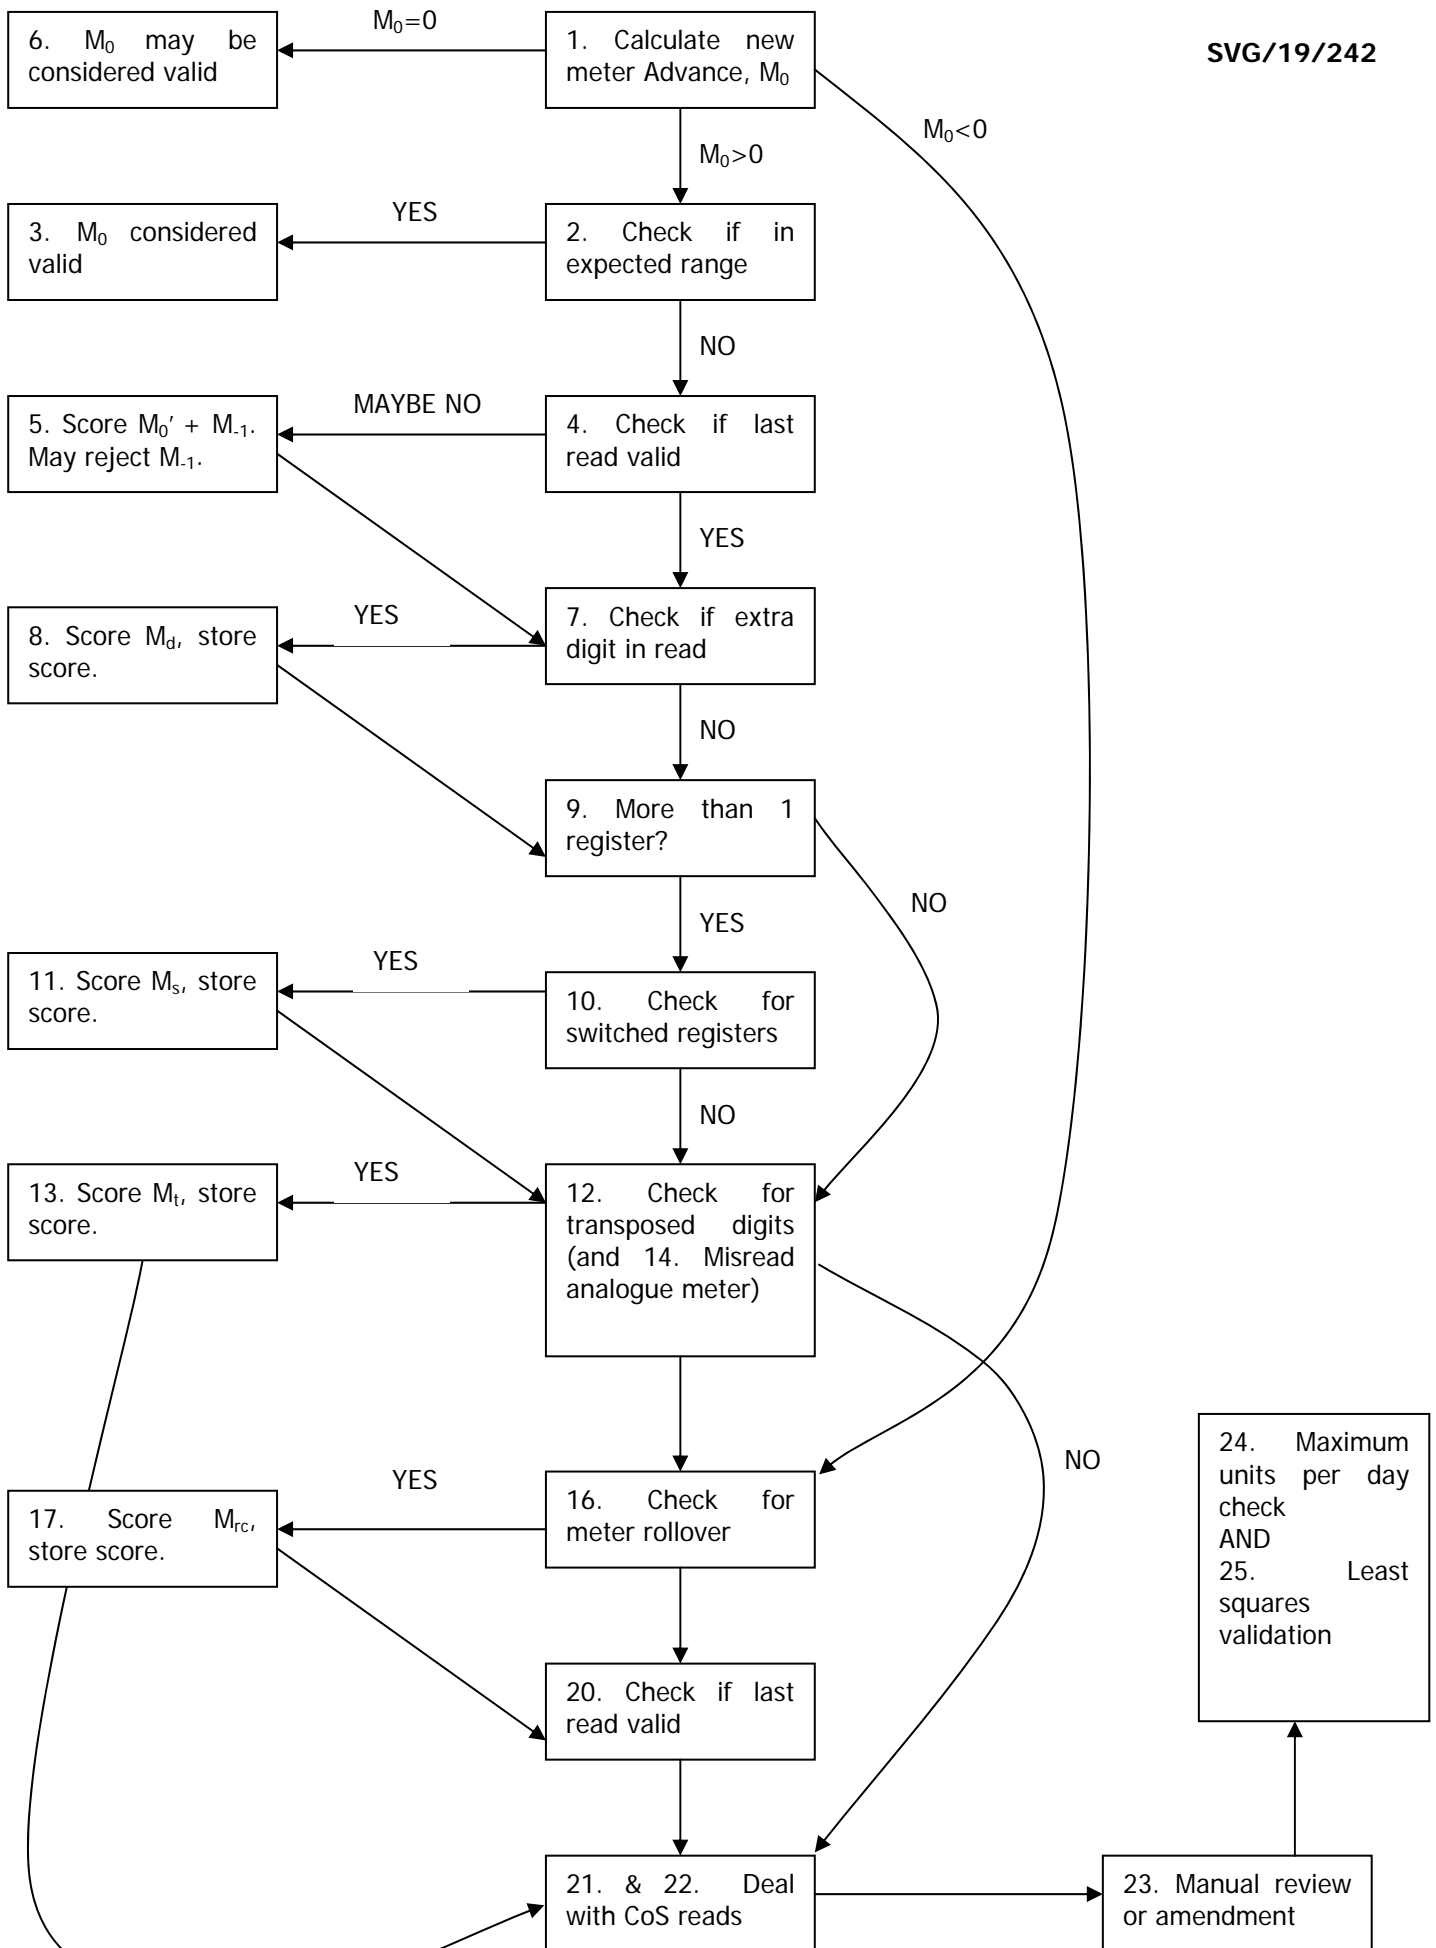 SVG/19/242
M₀=0
6. M₀ may be
considered valid
1. Calculate new
meter Advance, M₀
M₀<0
M₀>0
3. M₀ considered
valid
YES
2. Check if in
expected range
NO
5. Score M₀′ + M₋₁.
May reject M₋₁.
MAYBE NO
4. Check if last
read valid
YES
8. Score Md, store
score.
YES
7. Check if extra
digit in read
NO
9. More than 1
register?
NO
YES
11. Score Ms, store
score.
YES
10. Check for
switched registers
NO
13. Score Mt, store
score.
YES
12. Check for
transposed digits
(and 14. Misread
analogue meter)
NO
17. Score Mrc,
store score.
YES
16. Check for
meter rollover
24. Maximum
units per day
check
AND
25. Least
squares
validation
20. Check if last
read valid
21. & 22. Deal
with CoS reads
23. Manual review
or amendment